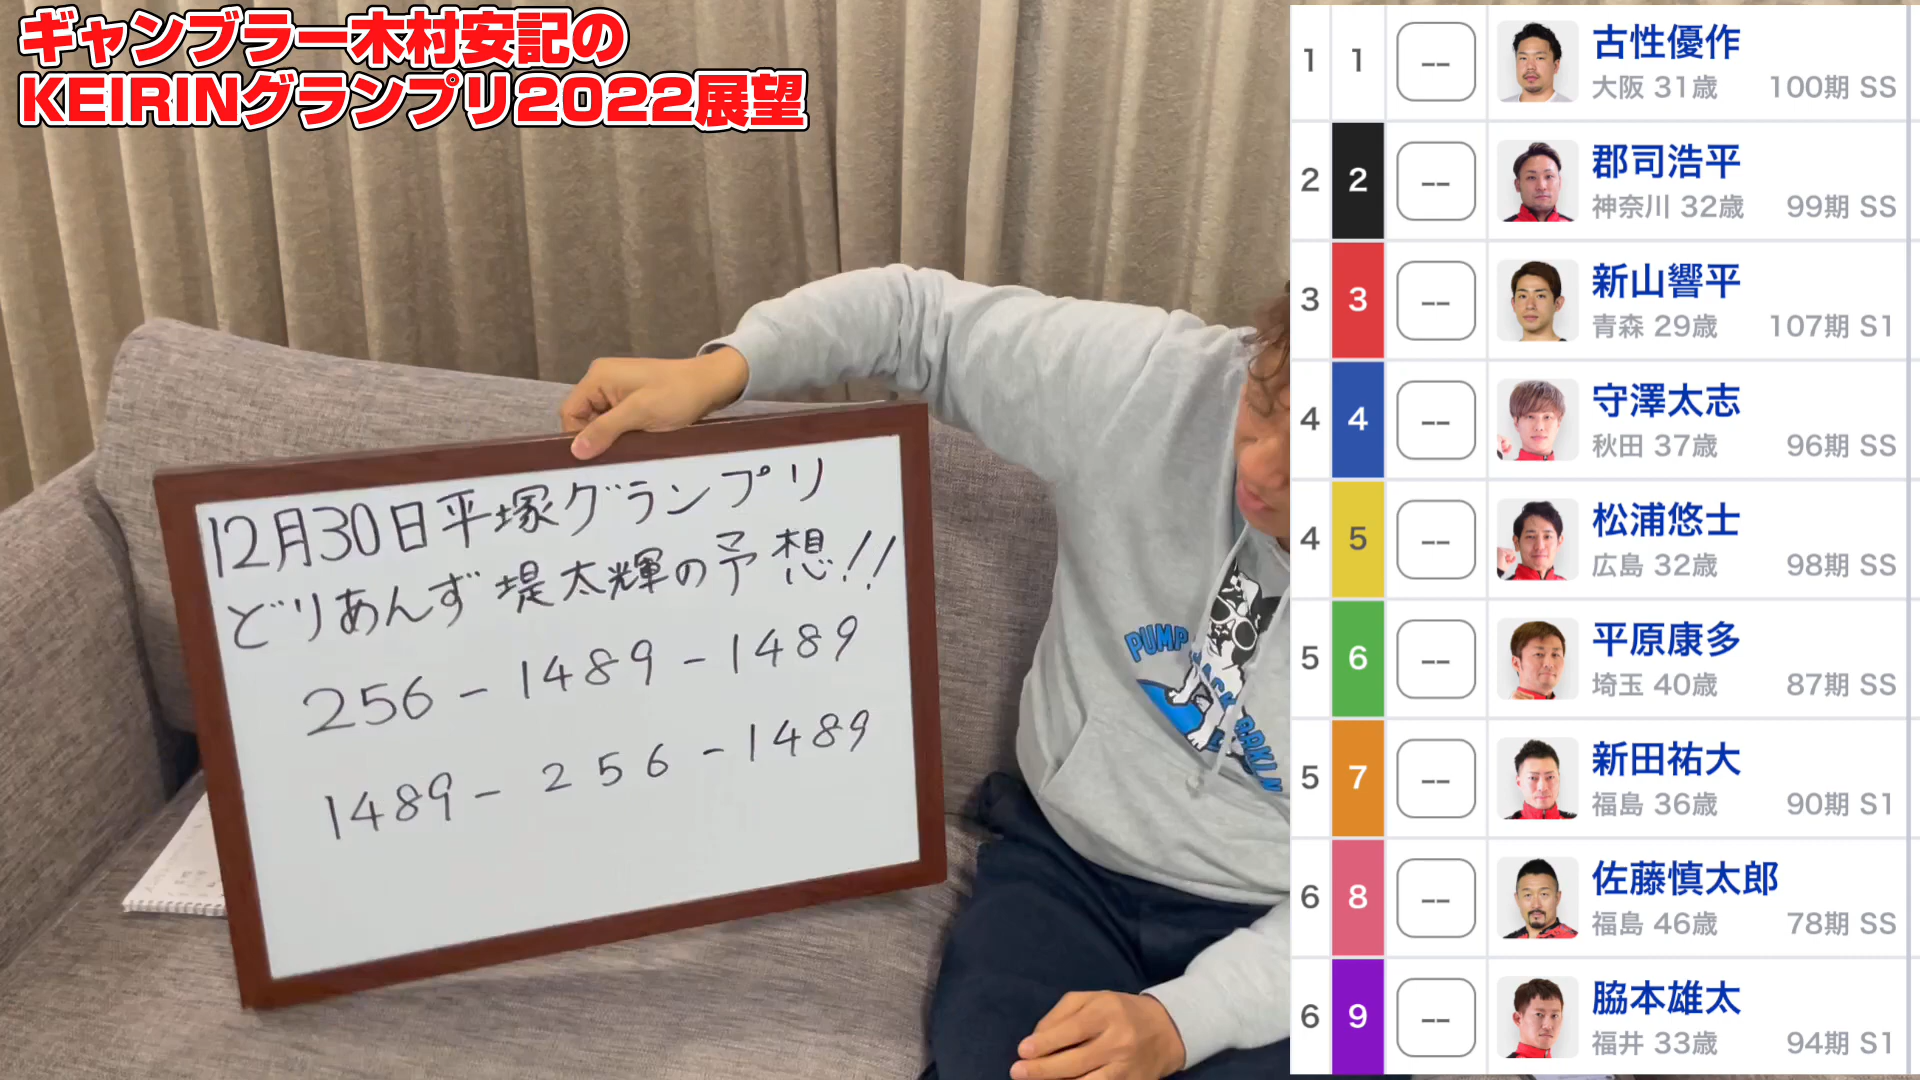 ギャンブラー木村安記の
KEIRINグランプリ2022展望
12月30日平塚グランプリ
どりあんず堤太輝の予想!!
256-1489-1489
1489-256-1489
PUMP
1 1 -- 古性優作
大阪 31歳 100期 SS
2 2 -- 郡司浩平
神奈川 32歳 99期 SS
3 3 -- 新山響平
青森 29歳 107期 S1
4 4 -- 守澤太志
秋田 37歳 96期 SS
4 5 -- 松浦悠士
広島 32歳 98期 SS
5 6 -- 平原康多
埼玉 40歳 87期 SS
5 7 -- 新田祐大
福島 36歳 90期 S1
6 8 -- 佐藤慎太郎
福島 46歳 78期 SS
6 9 -- 脇本雄太
福井 33歳 94期 S1